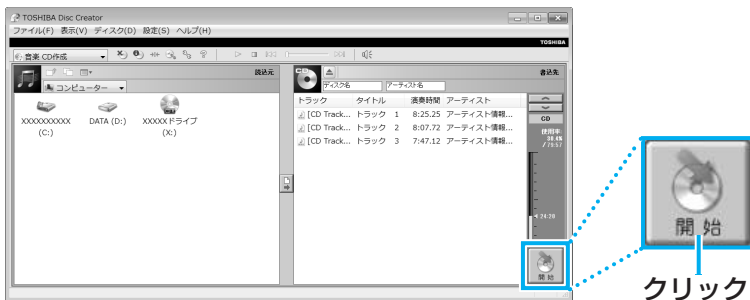 TOSHIBA Disc Creator
ファイル(F) 表示(V) ディスク(D) 設定(S) ヘルプ(H)
TOSHIBA
音楽 CD作成
読込元
コンピューター
XXXXXXXXXX
(C:)
DATA (D:)
XXXXXドライブ
(X:)
CD
書込先
ディスク名
アーティスト名
トラック タイトル 演奏時間 アーティスト
[CD Track... トラック 1 8:25.25 アーティスト情報...
[CD Track... トラック 2 8:07.72 アーティスト情報...
[CD Track... トラック 3 7:47.12 アーティスト情報...
CD
使用率:
30.4%
/ 79:57
24:20
開始
開始
クリック